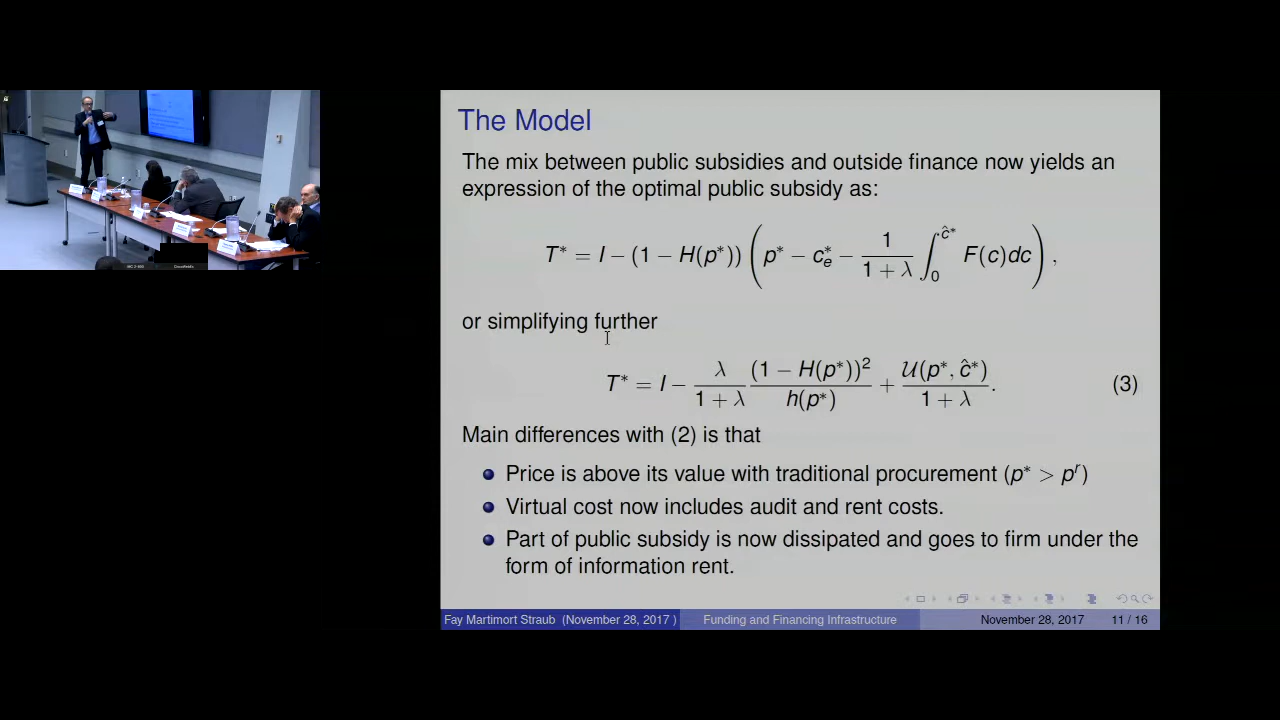 The Model
The mix between public subsidies and outside finance now yields an
expression of the optimal public subsidy as:
T* = I − (1 − H(p*)) ( p* − c*ₑ − 1/(1 + λ) ∫₀^ĉ* F(c)dc ) ,
or simplifying further
T* = I − λ/(1 + λ) (1 − H(p*))²/h(p*) + 𝒰(p*, ĉ*)/(1 + λ). (3)
Main differences with (2) is that
Price is above its value with traditional procurement (p* > pʳ)
Virtual cost now includes audit and rent costs.
Part of public subsidy is now dissipated and goes to firm under the
form of information rent.
Fay Martimort Straub (November 28, 2017 ) Funding and Financing Infrastructure November 28, 2017 11 / 16